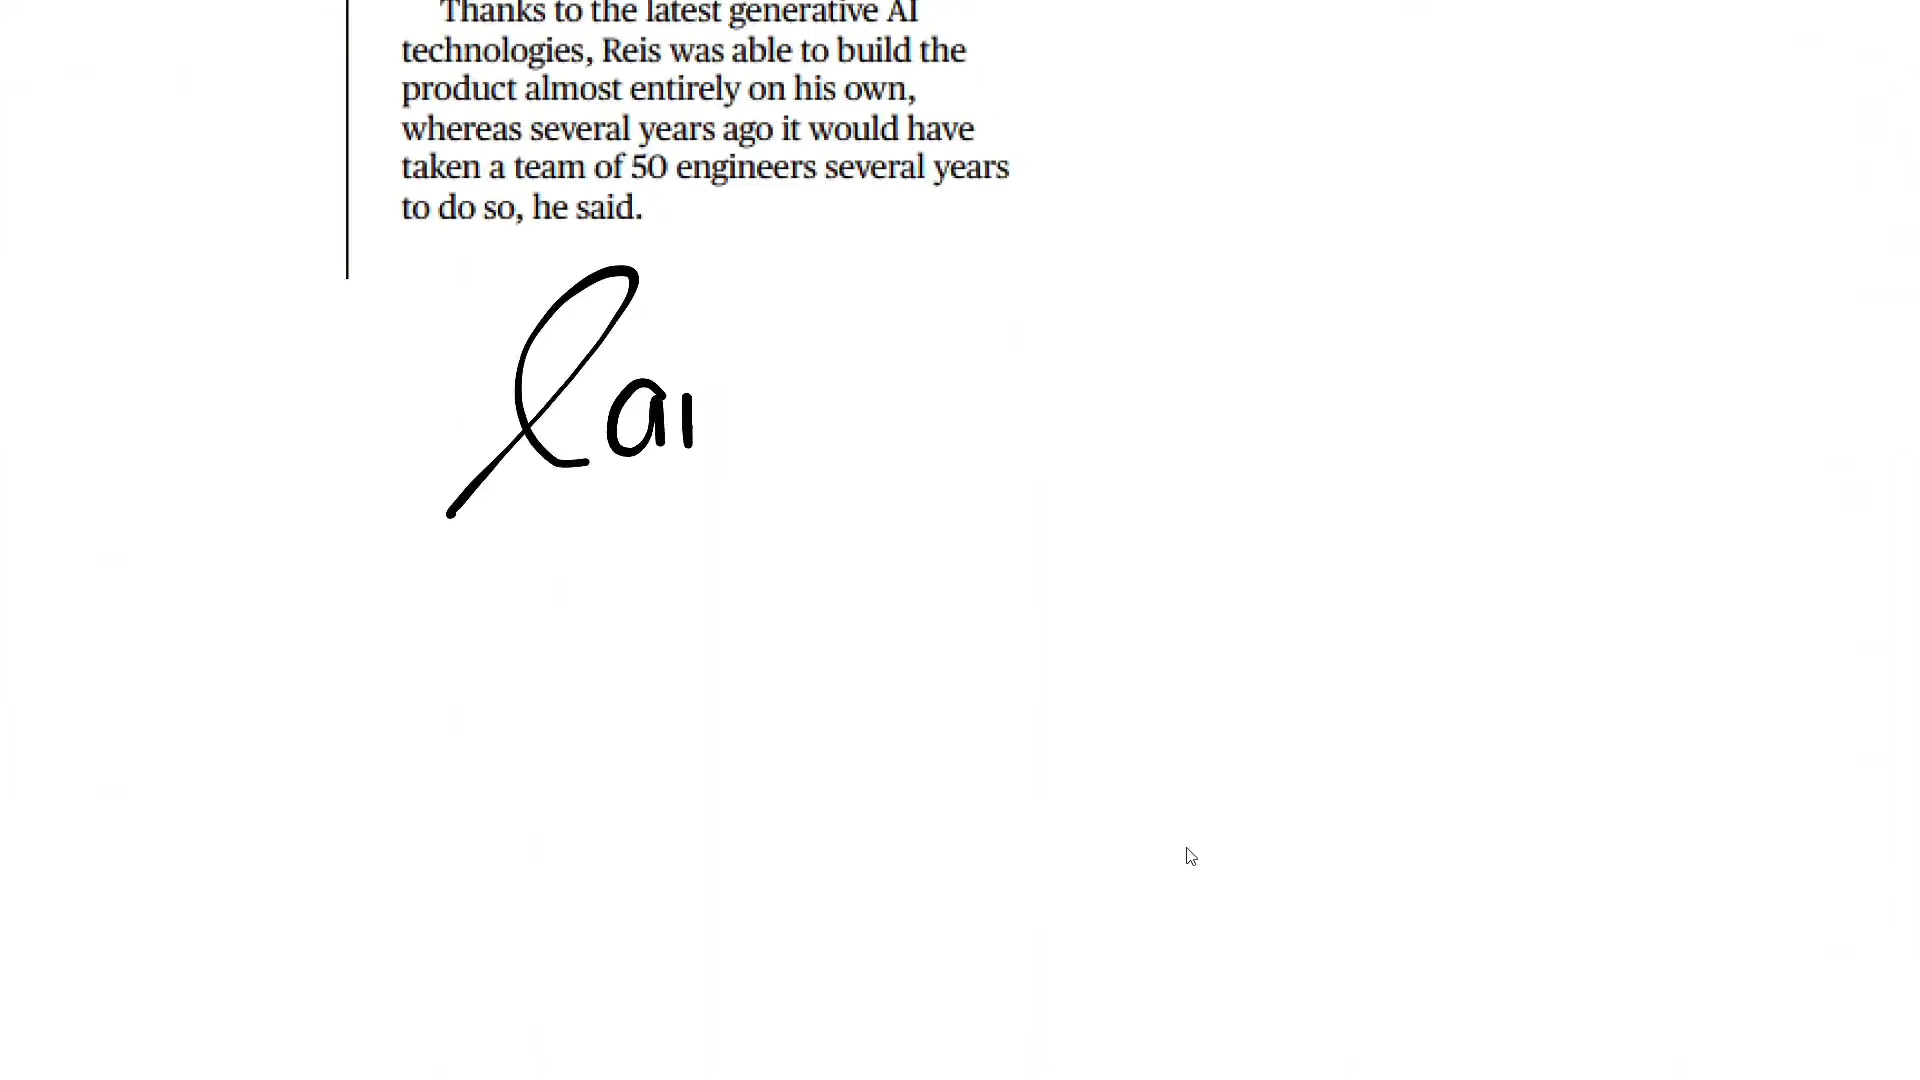 Thanks to the latest generative AI
technologies, Reis was able to build the
product almost entirely on his own,
whereas several years ago it would have
taken a team of 50 engineers several years
to do so, he said.